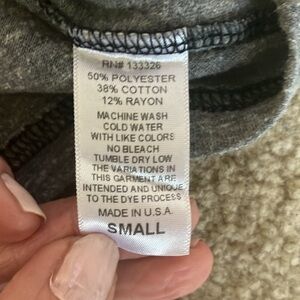 RN# 133326
50% POLYESTER
38% COTTON
12% RAYON
MACHINE WASH
COLD WATER
WITH LIKE COLORS
NO BLEACH
TUMBLE DRY LOW
THE VARIATIONS IN
THIS GARMENT ARE
INTENDED AND UNIQUE
TO THE DYE PROCESS
MADE IN U.S.A.
SMALL